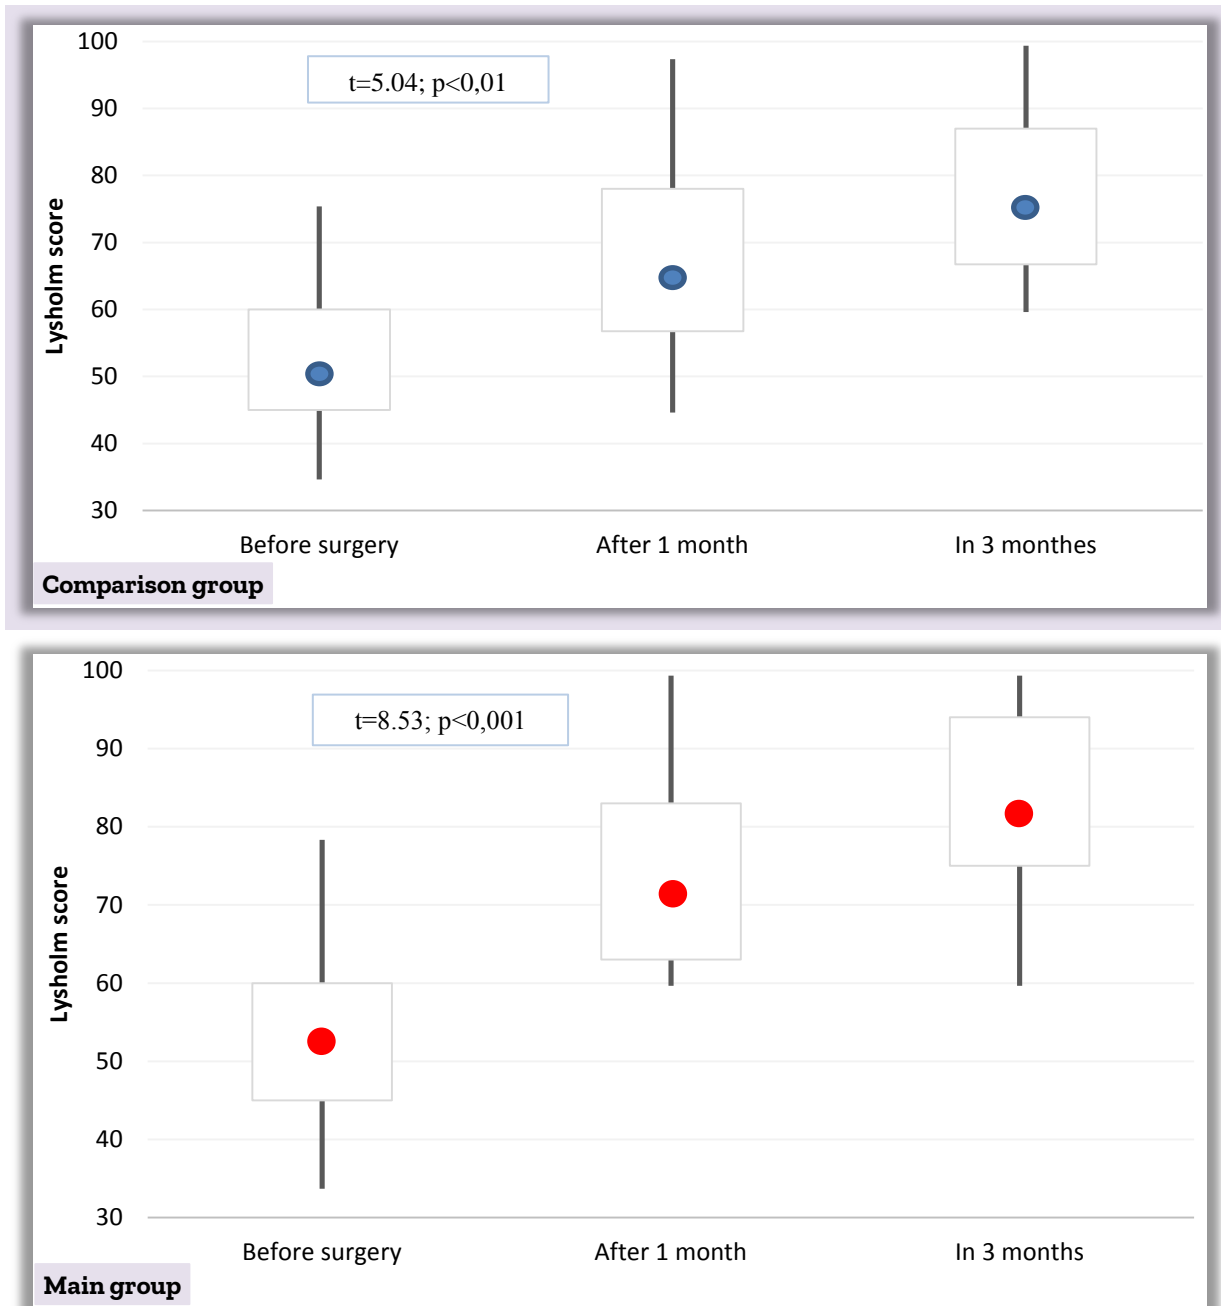 100
t=5.04; p<0,01
90
80
70
60
50
40
30
Lysholm score
Before surgery After 1 month In 3 monthes
Comparison group
100
t=8.53; p<0,001
90
80
70
60
50
40
30
Lysholm score
Before surgery After 1 month In 3 months
Main group